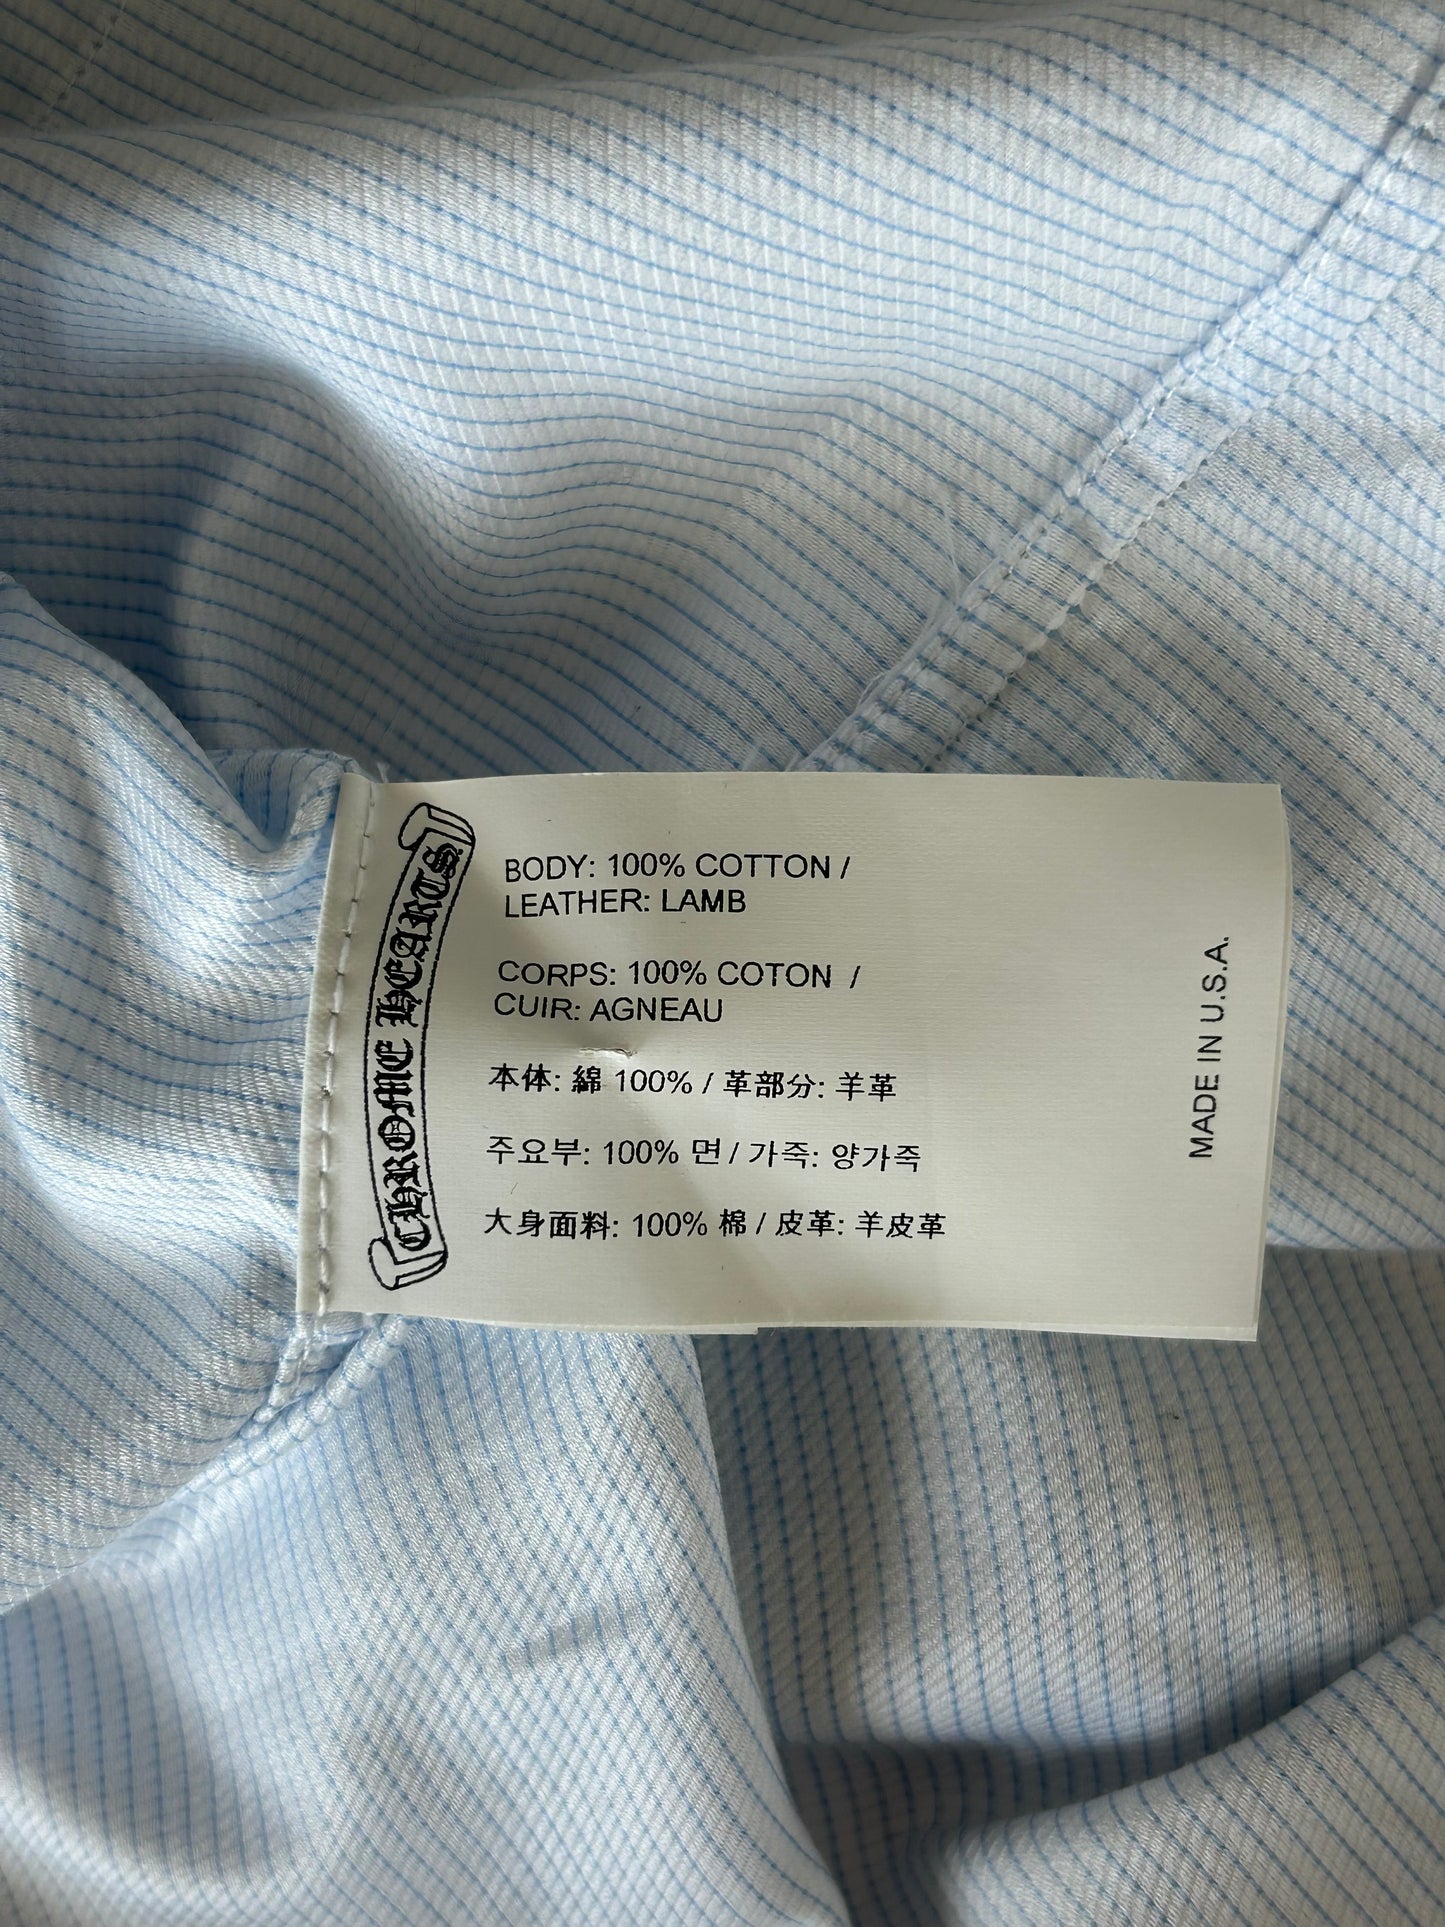 CHROME HEARTS
BODY: 100% COTTON /
LEATHER: LAMB
CORPS: 100% COTON /
CUIR: AGNEAU
本体: 綿 100% / 革部分: 羊革
주요부: 100% 면 / 가죽: 양가죽
大身面料: 100% 棉 / 皮革: 羊皮革
MADE IN U.S.A.